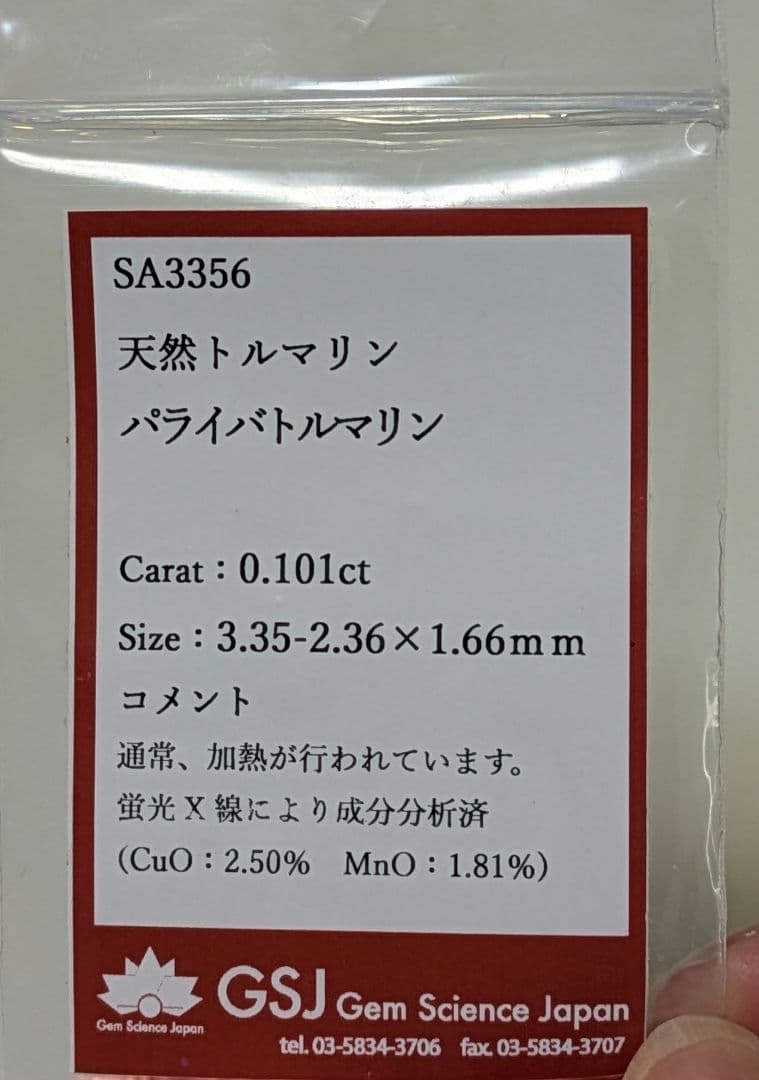 SA3356
天然トルマリン
パライバトルマリン
Carat：0.101ct
Size：3.35-2.36×1.66mm
コメント
通常、加熱が行われています。
蛍光X線により成分分析済
(CuO：2.50%　MnO：1.81%)
GSJ Gem Science Japan
Gem Science Japan
tel. 03-5834-3706　fax. 03-5834-3707